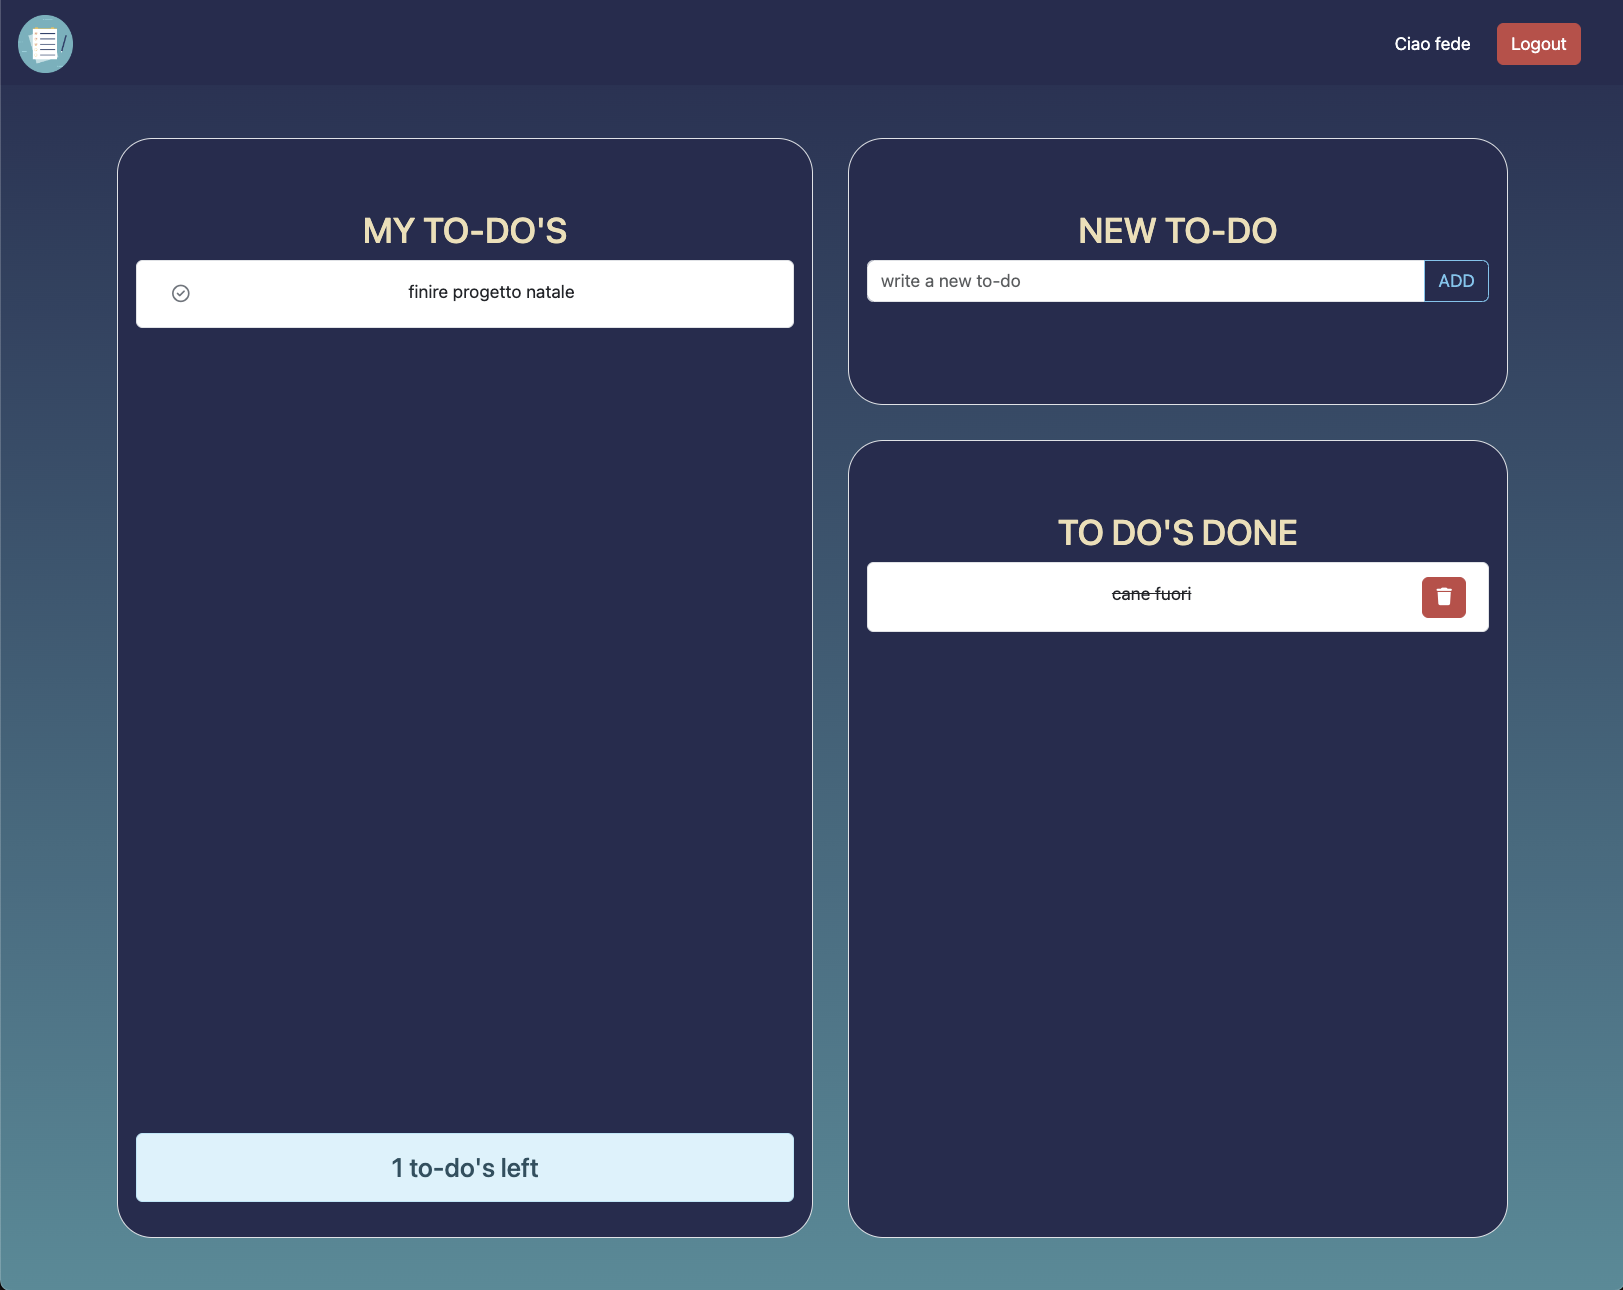 Ciao fede
Logout
MY TO-DO'S
finire progetto natale
1 to-do's left
NEW TO-DO
write a new to-do
ADD
TO DO'S DONE
cane fuori